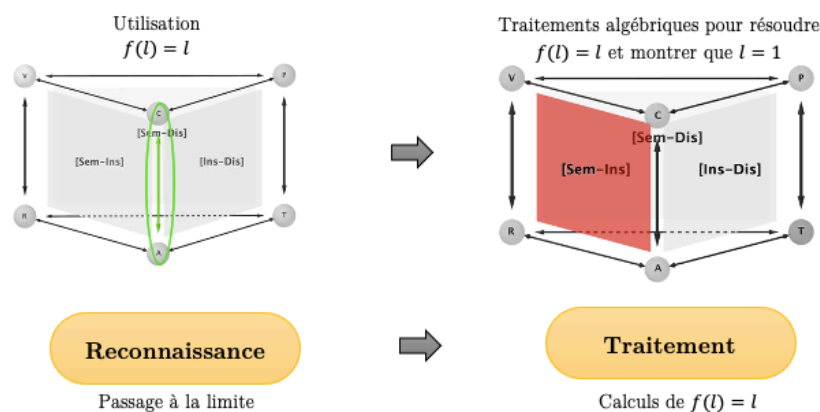 Utilisation
f(l) = l
V
P
C
[Sem-Dis]
[Sem-Ins]
[Ins-Dis]
R
T
A
Reconnaissance
Passage à la limite
Traitements algébriques pour résoudre
f(l) = l et montrer que l = 1
V
P
C
[Sem-Dis]
[Sem-Ins]
[Ins-Dis]
R
T
A
Traitement
Calculs de f(l) = l